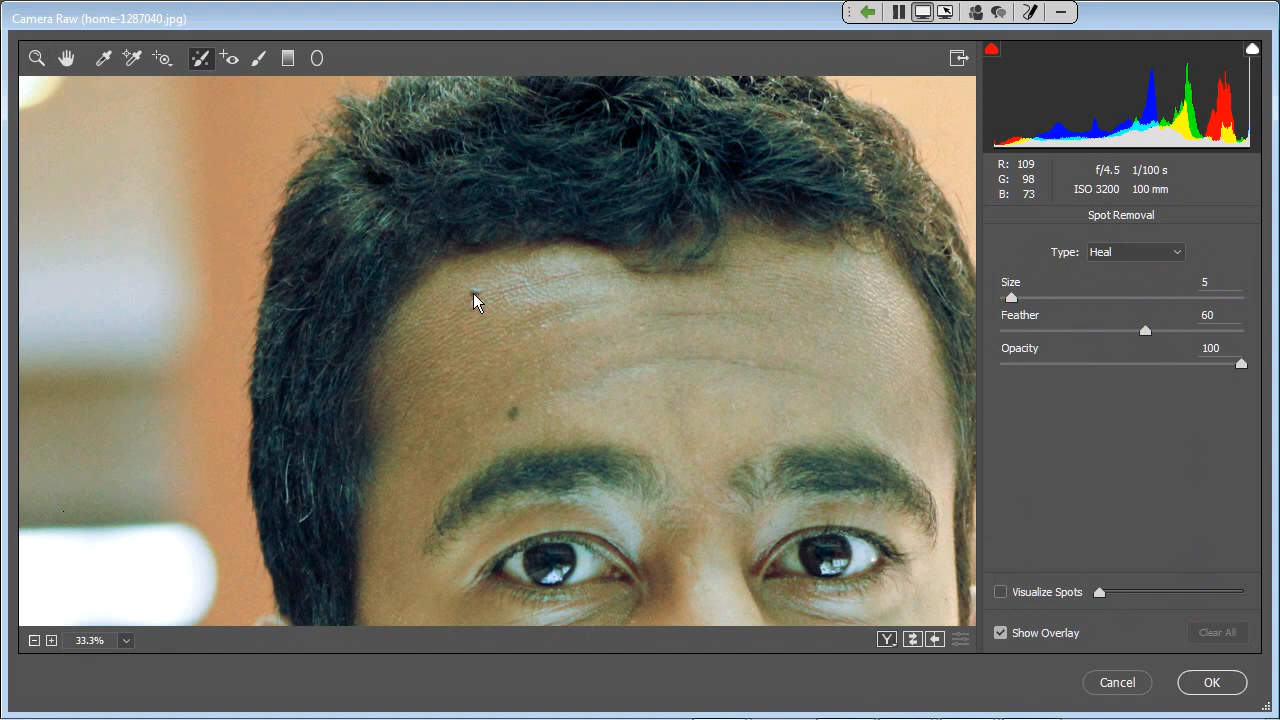 Camera Raw (home-1287040.jpg)
R: 109
G: 98
B: 73
f/4.5 1/100 s
ISO 3200 100 mm
Spot Removal
Type: Heal
Size 5
Feather 60
Opacity 100
Visualize Spots
33.3%
Y
Show Overlay
Clear All
Cancel
OK